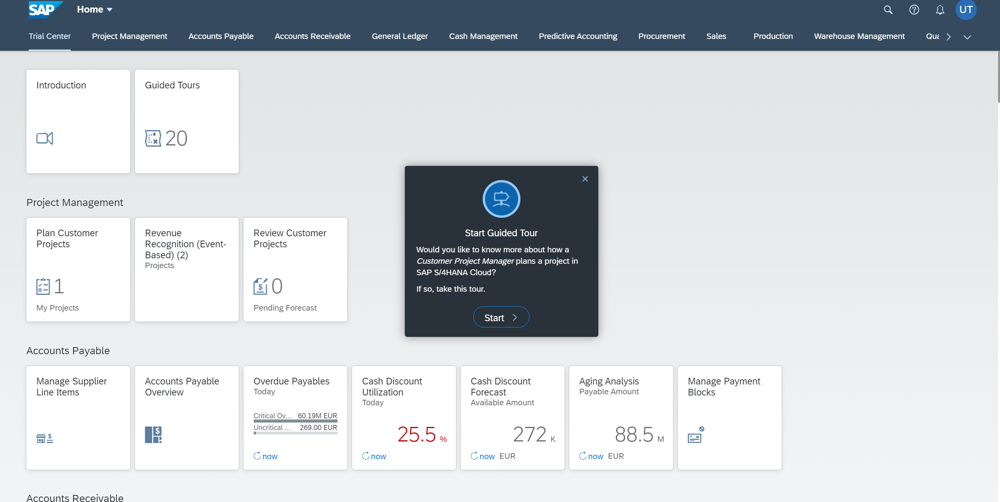 SAP
Home
UT
Trial Center
Project Management
Accounts Payable
Accounts Receivable
General Ledger
Cash Management
Predictive Accounting
Procurement
Sales
Production
Warehouse Management
Qua
Introduction
Guided Tours
20
Project Management
Plan Customer
Projects
1
My Projects
Revenue
Recognition (Event-
Based) (2)
Projects
Review Customer
Projects
$
0
Pending Forecast
Start Guided Tour
Would you like to know more about how a
Customer Project Manager plans a project in
SAP S/4HANA Cloud?
If so, take this tour.
Start
Accounts Payable
Manage Supplier
Line Items
$
Accounts Payable
Overview
$
Overdue Payables
Today
Critical Ov... 60.19M EUR
Uncritical ... 269.00 EUR
now
Cash Discount
Utilization
Today
25.5 %
now
Cash Discount
Forecast
Available Amount
272 K
now EUR
Aging Analysis
Payable Amount
88.5 M
now EUR
Manage Payment
Blocks
Accounts Receivable